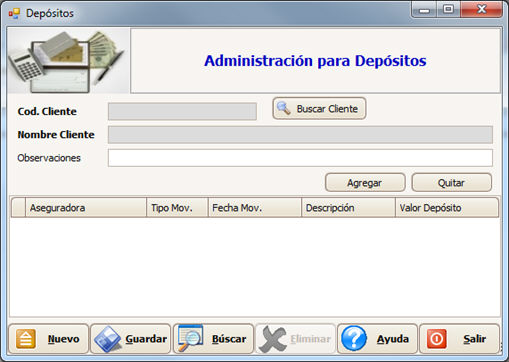 Depósitos
Administración para Depósitos
Cod. Cliente
Buscar Cliente
Nombre Cliente
Observaciones
Agregar Quitar
Aseguradora Tipo Mov. Fecha Mov. Descripción Valor Depósito
Nuevo Guardar Búscar Eliminar Ayuda Salir